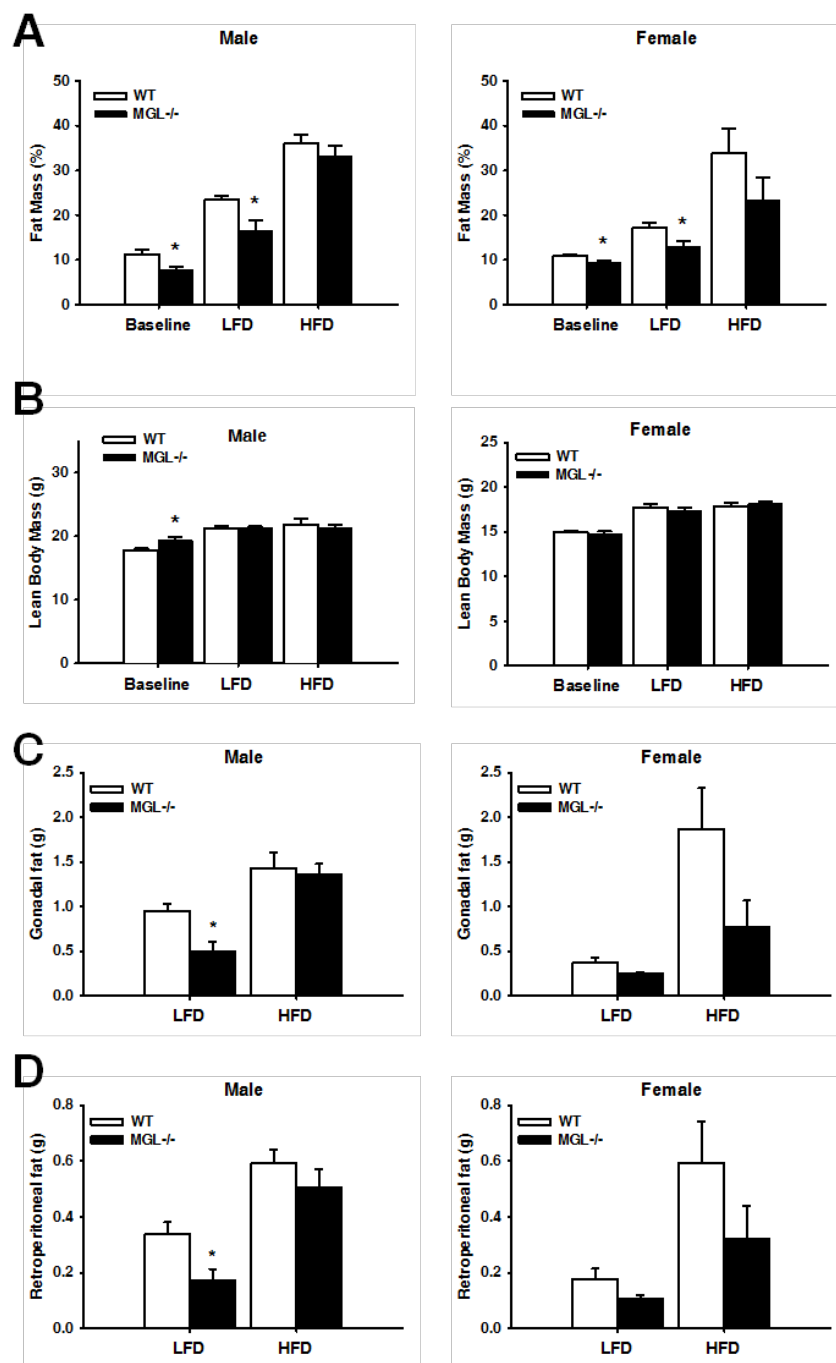 A
Male
Fat Mass (%)
50
40
30
20
10
0
WT
MGL-/-
*
*
Baseline LFD HFD
Female
Fat Mass (%)
50
40
30
20
10
0
WT
MGL-/-
*
*
Baseline LFD HFD
B
Male
Lean Body Mass (g)
30
20
10
0
WT
MGL-/-
*
Baseline LFD HFD
Female
Lean Body Mass (g)
25
20
15
10
5
0
WT
MGL-/-
Baseline LFD HFD
C
Male
Gonadal fat (g)
2.5
2.0
1.5
1.0
0.5
0.0
WT
MGL-/-
*
LFD HFD
Female
Gonadal fat (g)
2.5
2.0
1.5
1.0
0.5
0.0
WT
MGL-/-
LFD HFD
D
Male
Retroperitoneal fat (g)
0.8
0.6
0.4
0.2
0.0
WT
MGL-/-
*
LFD HFD
Female
Retroperitoneal fat (g)
0.8
0.6
0.4
0.2
0.0
WT
MGL-/-
LFD HFD